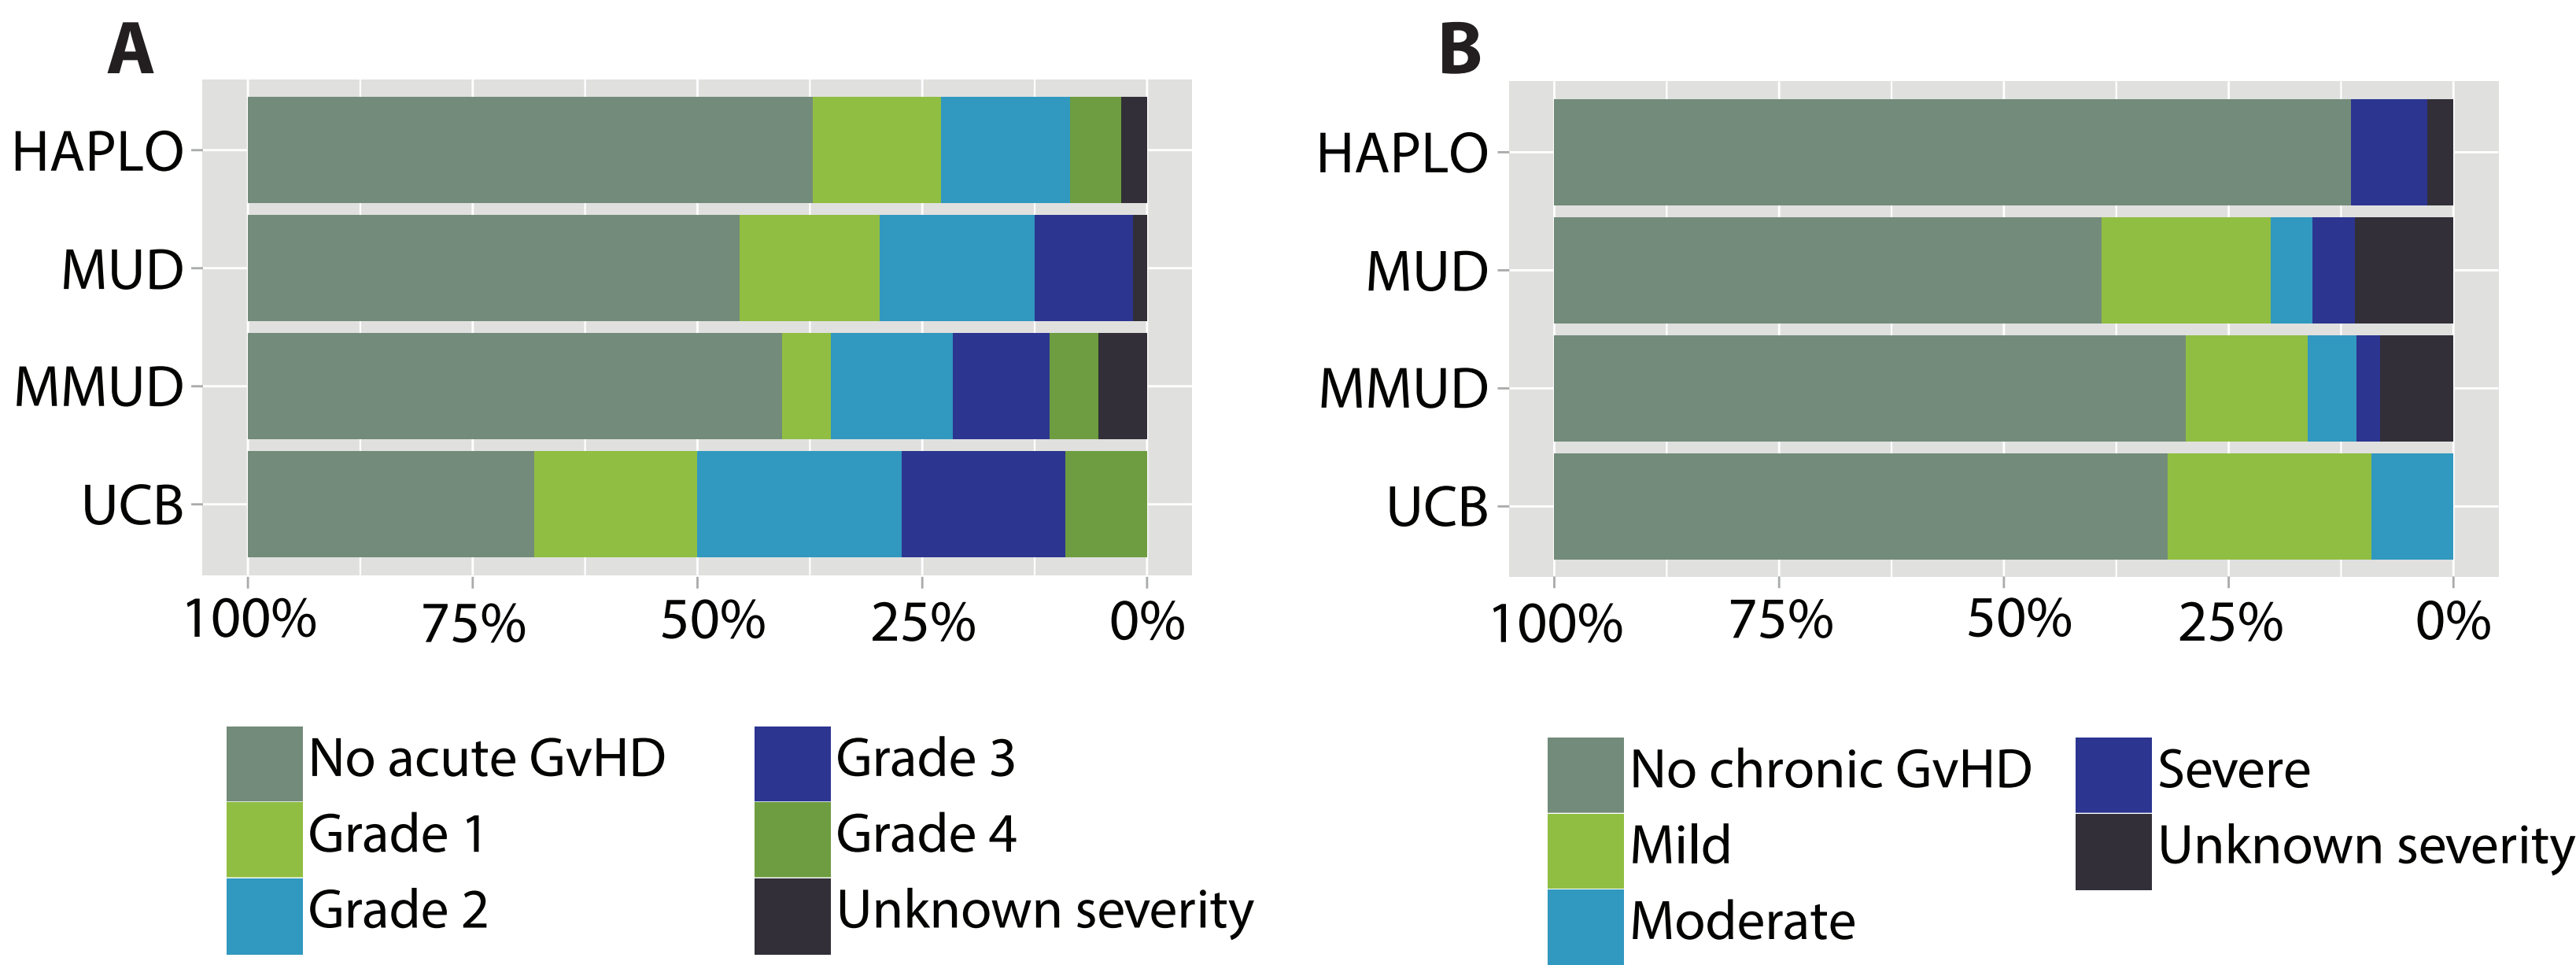 A
HAPLO
MUD
MMUD
UCB
100% 75% 50% 25% 0%
No acute GvHD
Grade 1
Grade 2
Grade 3
Grade 4
Unknown severity
B
HAPLO
MUD
MMUD
UCB
100% 75% 50% 25% 0%
No chronic GvHD
Mild
Moderate
Severe
Unknown severity